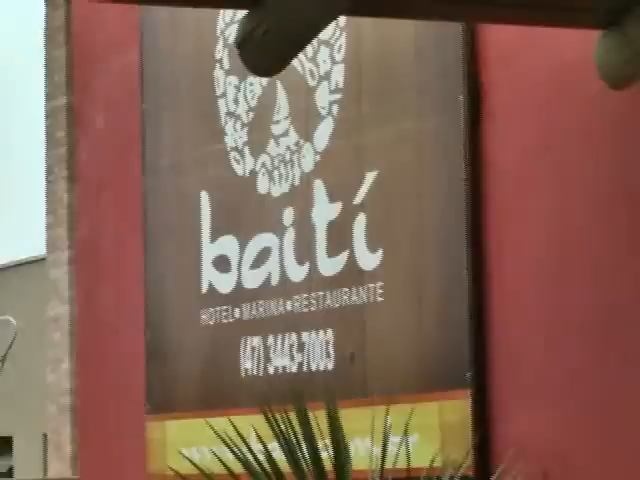 baití
HOTEL • MARINA • RESTAURANTE
(47) 3443-7003